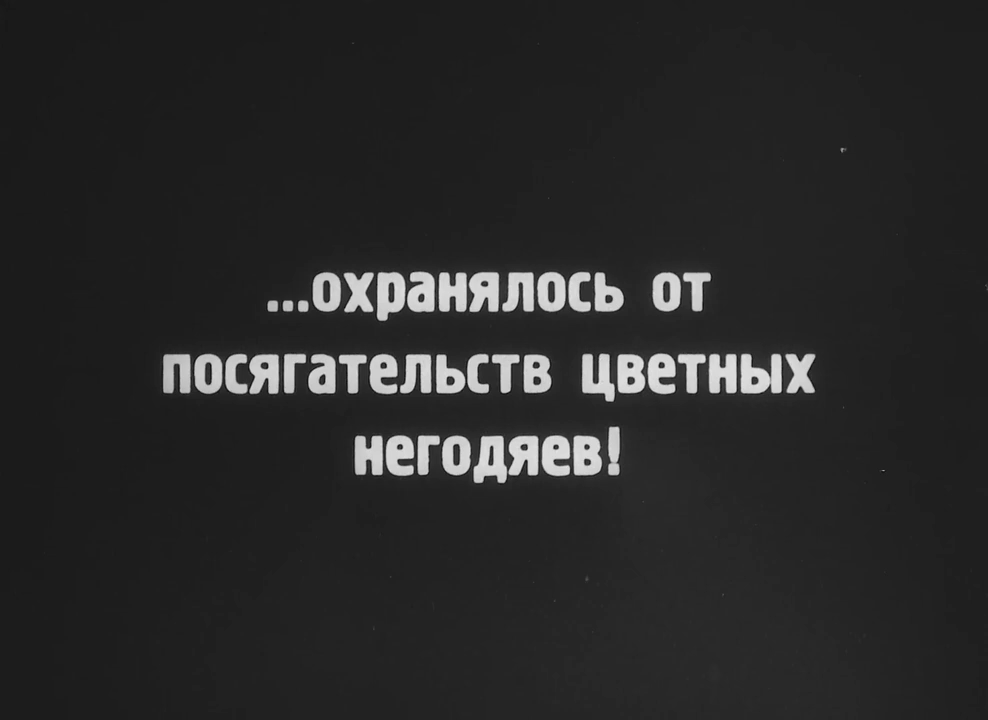 ...охранялось от
посягательств цветных
негодяев!